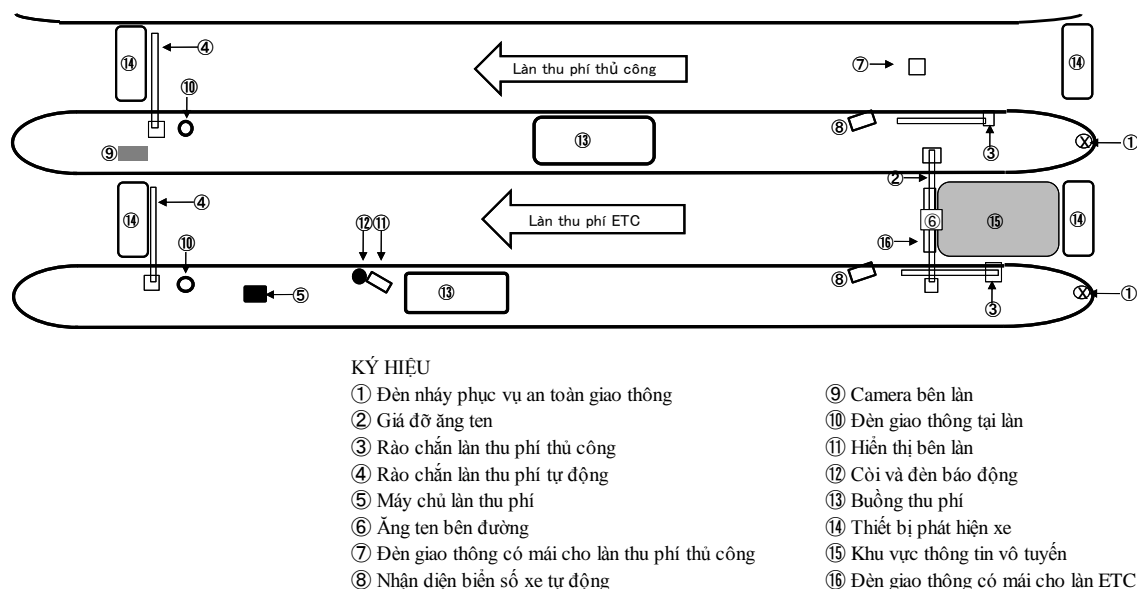 ⑭ ④ Làn thu phí thủ công ⑦ ⑭
⑩
⑧ ⑬ ③ ①
⑨ ②
⑭ ④ Làn thu phí ETC ⑥ ⑮ ⑭
⑫ ⑪ ⑯
⑩ ⑤ ⑬ ⑧ ③ ①
KÝ HIỆU
① Đèn nháy phục vụ an toàn giao thông
② Giá đỡ ăng ten
③ Rào chắn làn thu phí thủ công
④ Rào chắn làn thu phí tự động
⑤ Máy chủ làn thu phí
⑥ Ăng ten bên đường
⑦ Đèn giao thông có mái cho làn thu phí thủ công
⑧ Nhận diện biển số xe tự động
⑨ Camera bên làn
⑩ Đèn giao thông tại làn
⑪ Hiển thị bên làn
⑫ Còi và đèn báo động
⑬ Buồng thu phí
⑭ Thiết bị phát hiện xe
⑮ Khu vực thông tin vô tuyến
⑯ Đèn giao thông có mái cho làn ETC